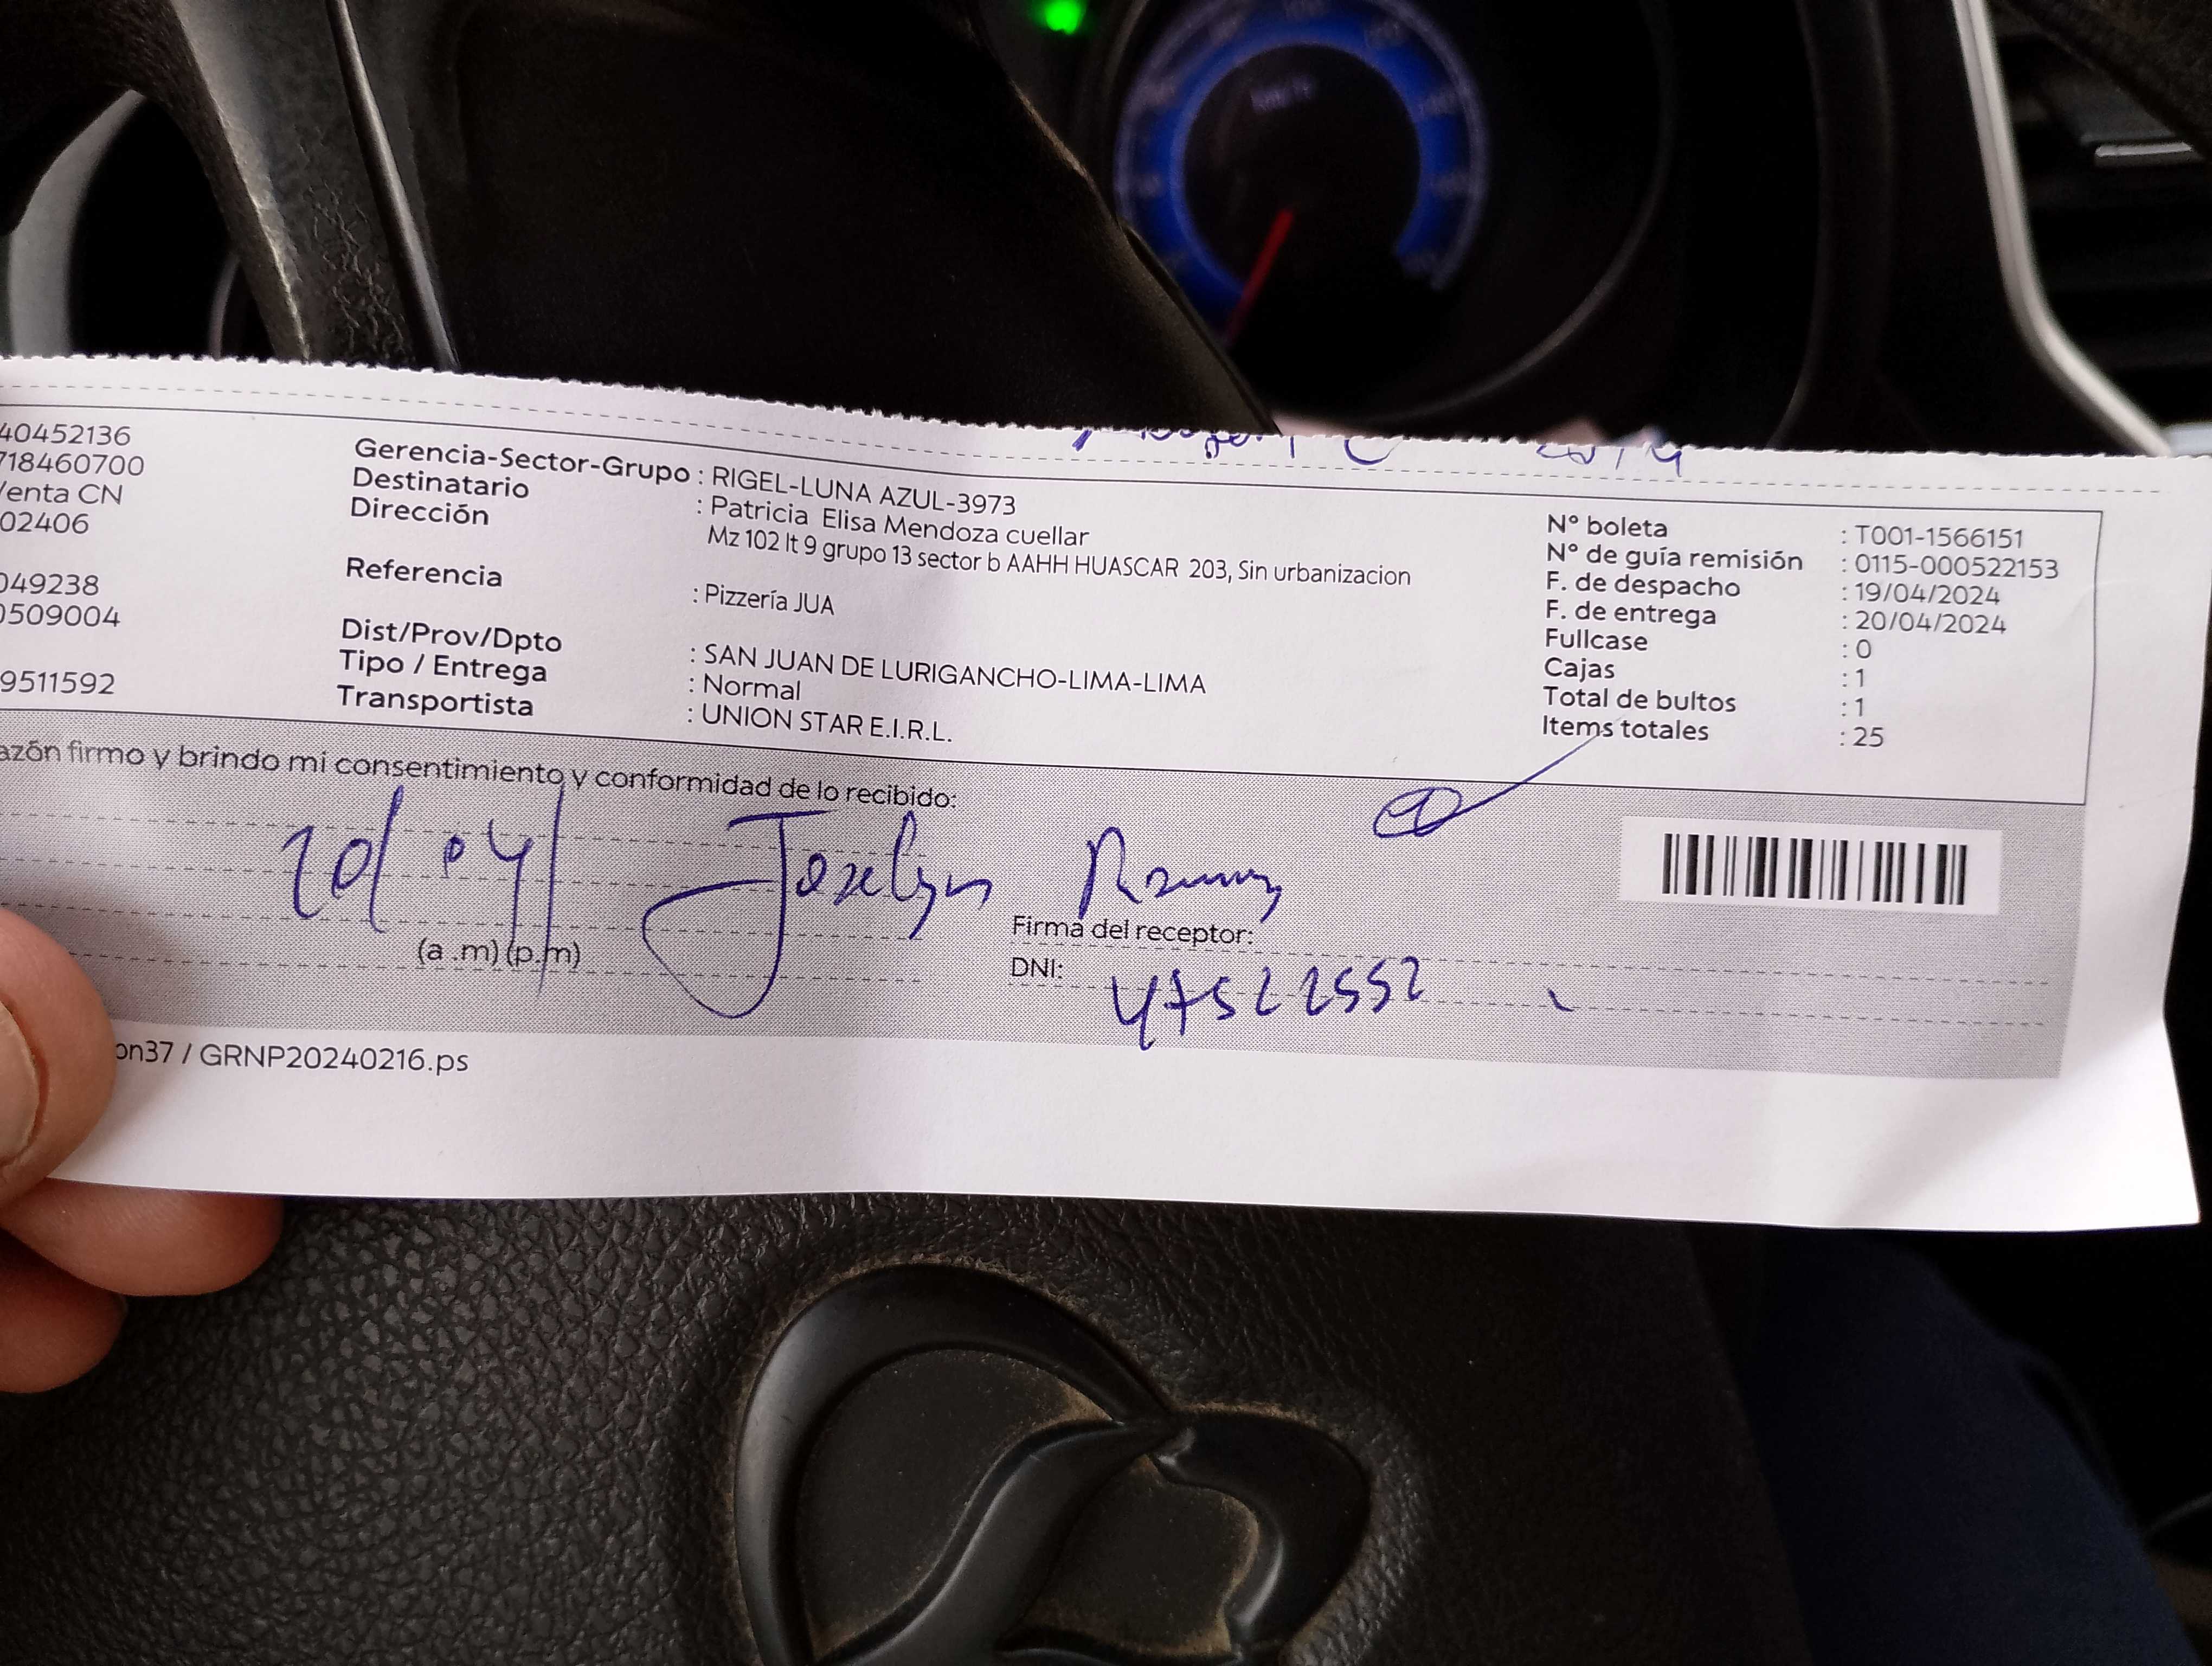 40452136
718460700
Venta CN
02406
049238
0509004
9511592
Gerencia-Sector-Grupo : RIGEL-LUNA AZUL-3973
Destinatario : Patricia Elisa Mendoza cuellar
Dirección : Mz 102 lt 9 grupo 13 sector b AAHH HUASCAR 203, Sin urbanizacion
Referencia : Pizzería JUA
Dist/Prov/Dpto : SAN JUAN DE LURIGANCHO-LIMA-LIMA
Tipo / Entrega : Normal
Transportista : UNION STAR E.I.R.L.
N° boleta : T001-1566151
N° de guía remisión : 0115-000522153
F. de despacho : 19/04/2024
F. de entrega : 20/04/2024
Fullcase : 0
Cajas : 1
Total de bultos : 1
Items totales : 25
azón firmo y brindo mi consentimiento y conformidad de lo recibido:
20/04/ Joselyn
(a .m) (p.m)
Firma del receptor:
DNI: 47522552
on37 / GRNP20240216.ps